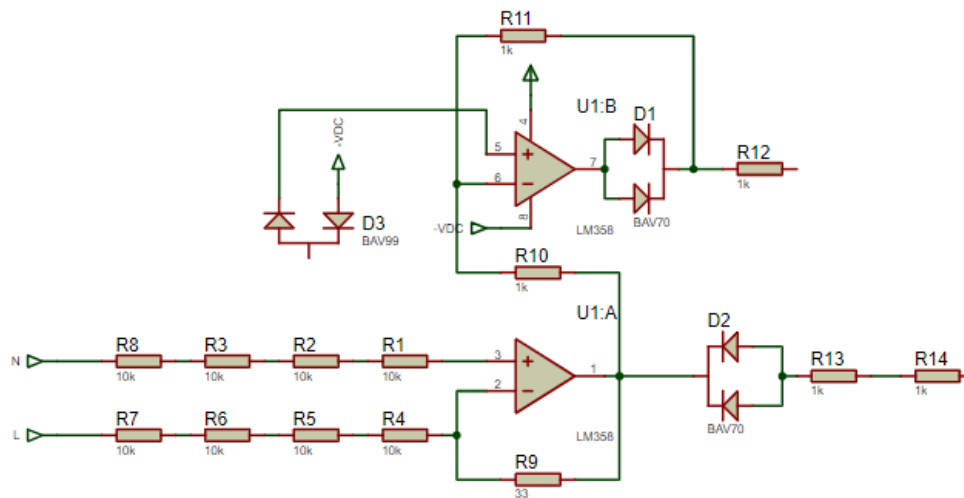 R11
1k
U1:B
D1
4
5
6
7
8
-VDC
-VDC
R12
1k
D3
BAV99
LM358
BAV70
R10
1k
U1:A
D2
N
R8
R3
R2
R1
3
1
2
10k
10k
10k
10k
R13
1k
R14
1k
L
R7
R6
R5
R4
10k
10k
10k
10k
LM358
BAV70
R9
33